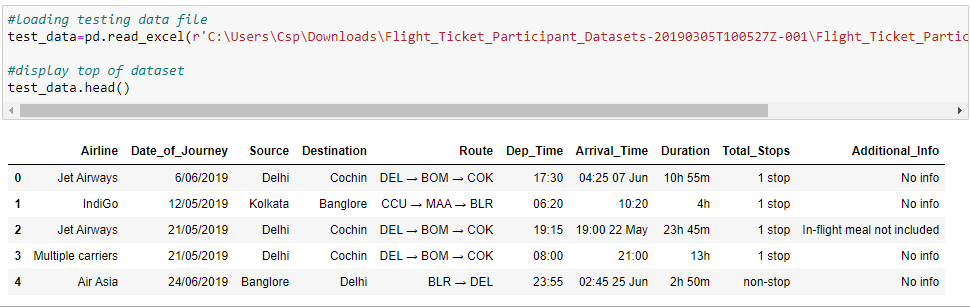 #loading testing data file
test_data=pd.read_excel(r'C:\Users\Csp\Downloads\Flight_Ticket_Participant_Datasets-20190305T100527Z-001\Flight_Ticket_Partic
#display top of dataset
test_data.head()
Airline Date_of_Journey Source Destination Route Dep_Time Arrival_Time Duration Total_Stops Additional_Info
0 Jet Airways 6/06/2019 Delhi Cochin DEL → BOM → COK 17:30 04:25 07 Jun 10h 55m 1 stop No info
1 IndiGo 12/05/2019 Kolkata Banglore CCU → MAA → BLR 06:20 10:20 4h 1 stop No info
2 Jet Airways 21/05/2019 Delhi Cochin DEL → BOM → COK 19:15 19:00 22 May 23h 45m 1 stop In-flight meal not included
3 Multiple carriers 21/05/2019 Delhi Cochin DEL → BOM → COK 08:00 21:00 13h 1 stop No info
4 Air Asia 24/06/2019 Banglore Delhi BLR → DEL 23:55 02:45 25 Jun 2h 50m non-stop No info